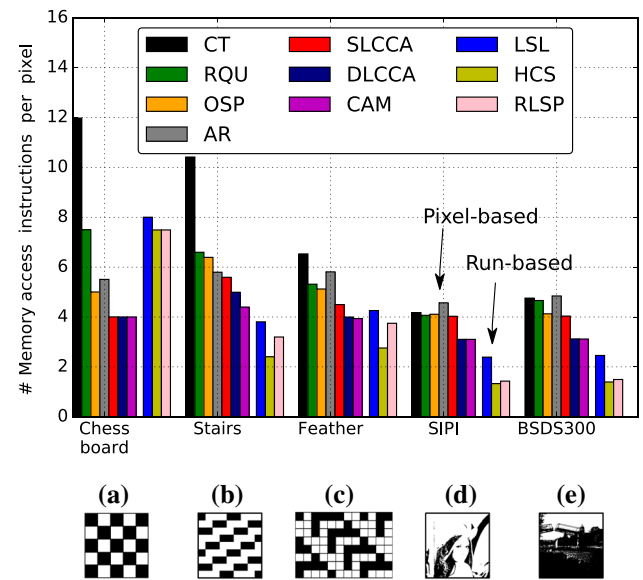 # Memory access instructions per pixel
16
14
12
10
8
6
4
2
0
CT
RQU
OSP
AR
SLCCA
DLCCA
CAM
LSL
HCS
RLSP
Pixel-based
Run-based
Chess
board
Stairs
Feather
SIPI
BSDS300
(a)
(b)
(c)
(d)
(e)